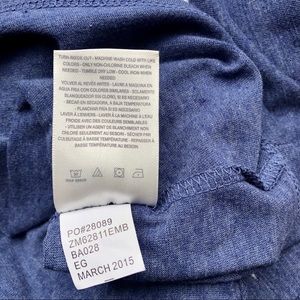 TURN INSIDE OUT - MACHINE WASH COLD WITH LIKE
COLORS - ONLY NON-CHLORINE BLEACH WHEN
NEEDED - TUMBLE DRY LOW - COOL IRON WHEN
NEEDED
VOLTEAR AL REVÉS ANTES - LAVAR A MÁQUINA EN
AGUA FRÍA CON COLORES SIMILARES - SOLAMENTE
BLANQUEADOR SIN CLORO SI ES NECESARIO -
SECAR EN SECADORA, A BAJA TEMPERATURA -
PLANCHAR A BAJA TEMPERATURA SI ES
NECESARIO
LAVER À L'ENVERS - LAVER À LA MACHINE À L'EAU
FROIDE AVEC DES COULEURS SIMILAIRES -
UTILISER UN AGENT DE BLANCHIMENT NON
CHLORÉ SEULEMENT AU BESOIN - SÉCHER PAR
CULBUTAGE À BASSE TEMPÉRATURE - REPASSER À
BASSE TEMPÉRATURE AU BESOIN
PO#28089
ZM62811EMB
BA028
EG
MARCH 2015